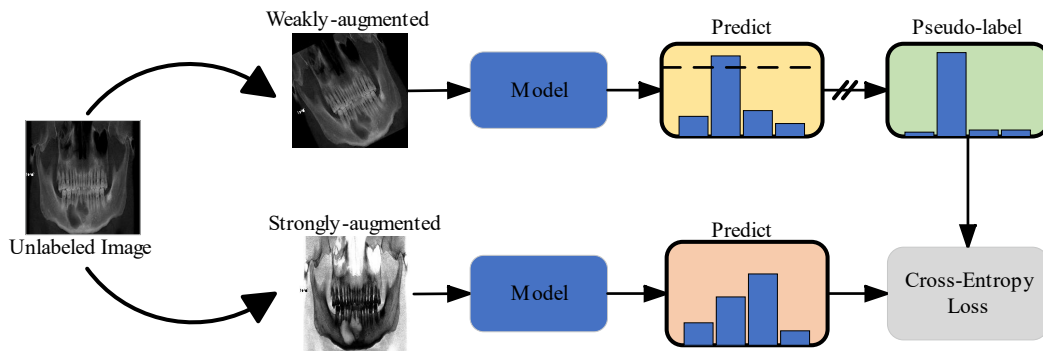 Weakly-augmented
Predict
Pseudo-label
Model
Unlabeled Image
Strongly-augmented
Predict
Model
Cross-Entropy
Loss